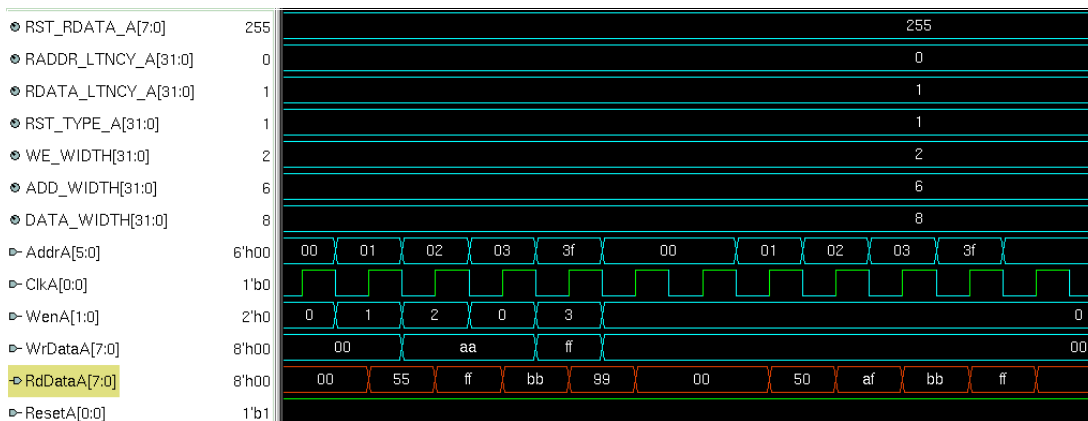 RST_RDATA_A[7:0] 255 255
RADDR_LTNCY_A[31:0] 0 0
RDATA_LTNCY_A[31:0] 1 1
RST_TYPE_A[31:0] 1 1
WE_WIDTH[31:0] 2 2
ADD_WIDTH[31:0] 6 6
DATA_WIDTH[31:0] 8 8
AddrA[5:0] 6'h00 00 01 02 03 3f 00 01 02 03 3f
ClkA[0:0] 1'b0
WenA[1:0] 2'h0 0 1 2 0 3 0
WrDataA[7:0] 8'h00 00 aa ff 00
RdDataA[7:0] 8'h00 00 55 ff bb 99 00 50 af bb ff
ResetA[0:0] 1'b1